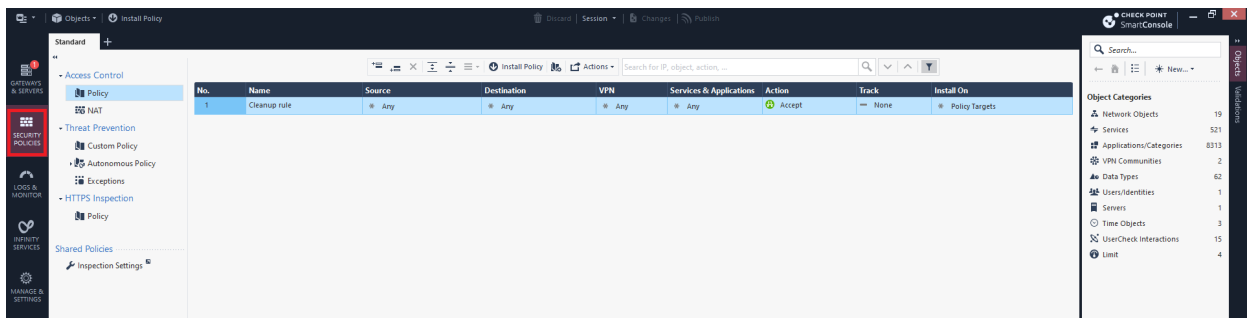 Objects Install Policy Discard Session Changes Publish CHECK POINT
SmartConsole
Standard
GATEWAYS
& SERVERS
1
SECURITY
POLICIES
LOGS &
MONITOR
INFINITY
SERVICES
MANAGE &
SETTINGS
Access Control
Policy
NAT
Threat Prevention
Custom Policy
Autonomous Policy
Exceptions
HTTPS Inspection
Policy
Shared Policies
Inspection Settings
Install Policy Actions Search for IP, object, action, ...
No. Name Source Destination VPN Services & Applications Action Track Install On
1 Cleanup rule Any Any Any Any Accept None Policy Targets
Search...
New...
Object Categories
Network Objects 19
Services 521
Applications/Categories 8313
VPN Communities 2
Data Types 62
Users/Identities 1
Servers 1
Time Objects 3
UserCheck Interactions 15
Limit 4
Objects
Validations